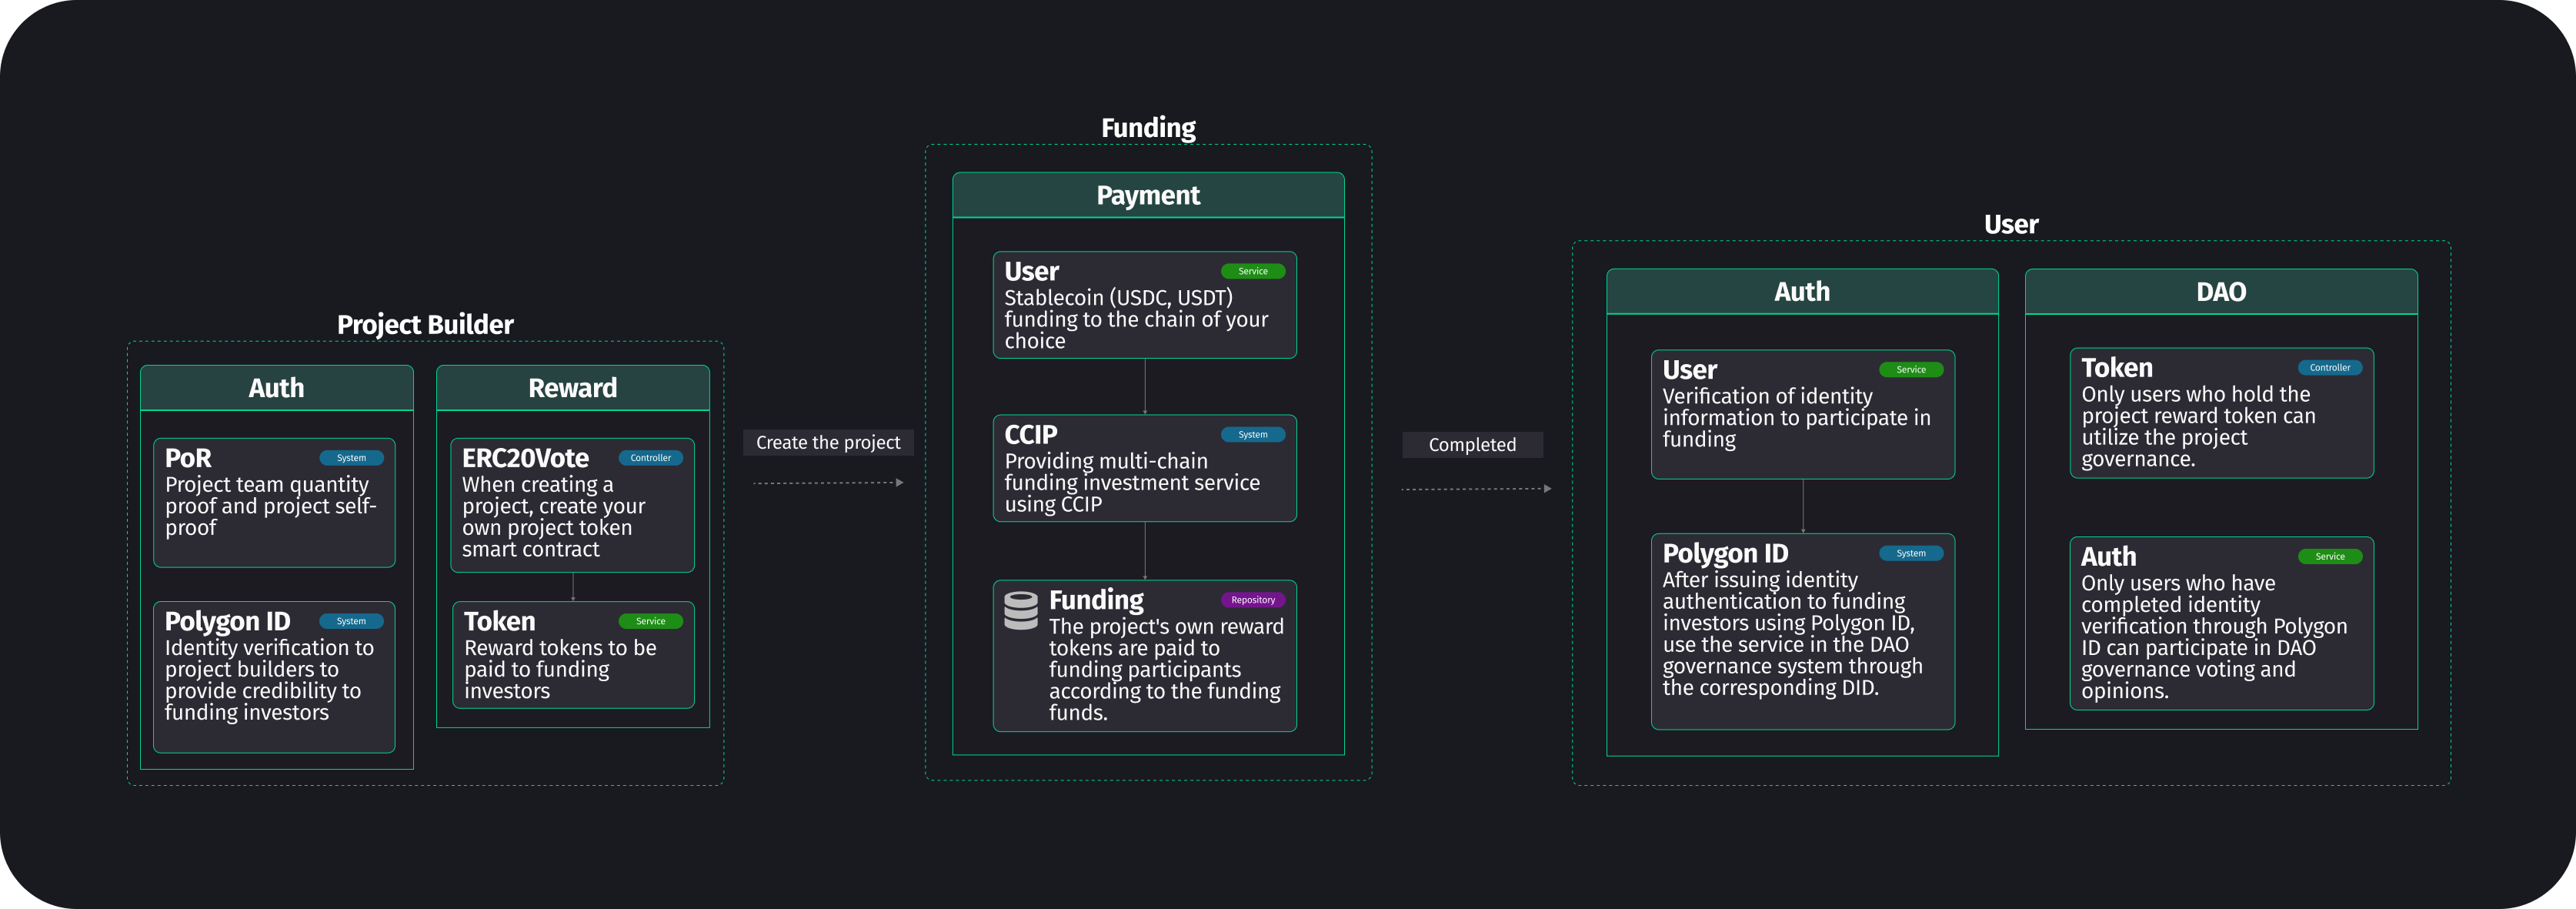 Project Builder
Auth
PoR
System
Project team quantity
proof and project self-
proof
Polygon ID
System
Identity verification to
project builders to
provide credibility to
funding investors
Reward
ERC20Vote
Controller
When creating a
project, create your
own project token
smart contract
Token
Service
Reward tokens to be
paid to funding
investors
Create the project
Funding
Payment
User
Service
Stablecoin (USDC, USDT)
funding to the chain of your
choice
CCIP
System
Providing multi-chain
funding investment service
using CCIP
Funding
Repository
The project's own reward
tokens are paid to
funding participants
according to the funding
funds.
Completed
User
Auth
User
Service
Verification of identity
information to participate in
funding
Polygon ID
System
After issuing identity
authentication to funding
investors using Polygon ID,
use the service in the DAO
governance system through
the corresponding DID.
DAO
Token
Controller
Only users who hold the
project reward token can
utilize the project
governance.
Auth
Service
Only users who have
completed identity
verification through Polygon
ID can participate in DAO
governance voting and
opinions.